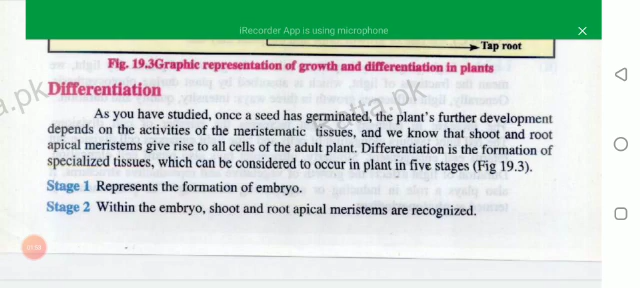 iRecorder App is using microphone
Tap root
Fig. 19.3Graphic representation of growth and differentiation in plants
Differentiation
As you have studied, once a seed has germinated, the plant's further development
depends on the activities of the meristematic tissues, and we know that shoot and root
apical meristems give rise to all cells of the adult plant. Differentiation is the formation of
specialized tissues, which can be considered to occur in plant in five stages (Fig 19.3).
Stage 1 Represents the formation of embryo.
Stage 2 Within the embryo, shoot and root apical meristems are recognized.